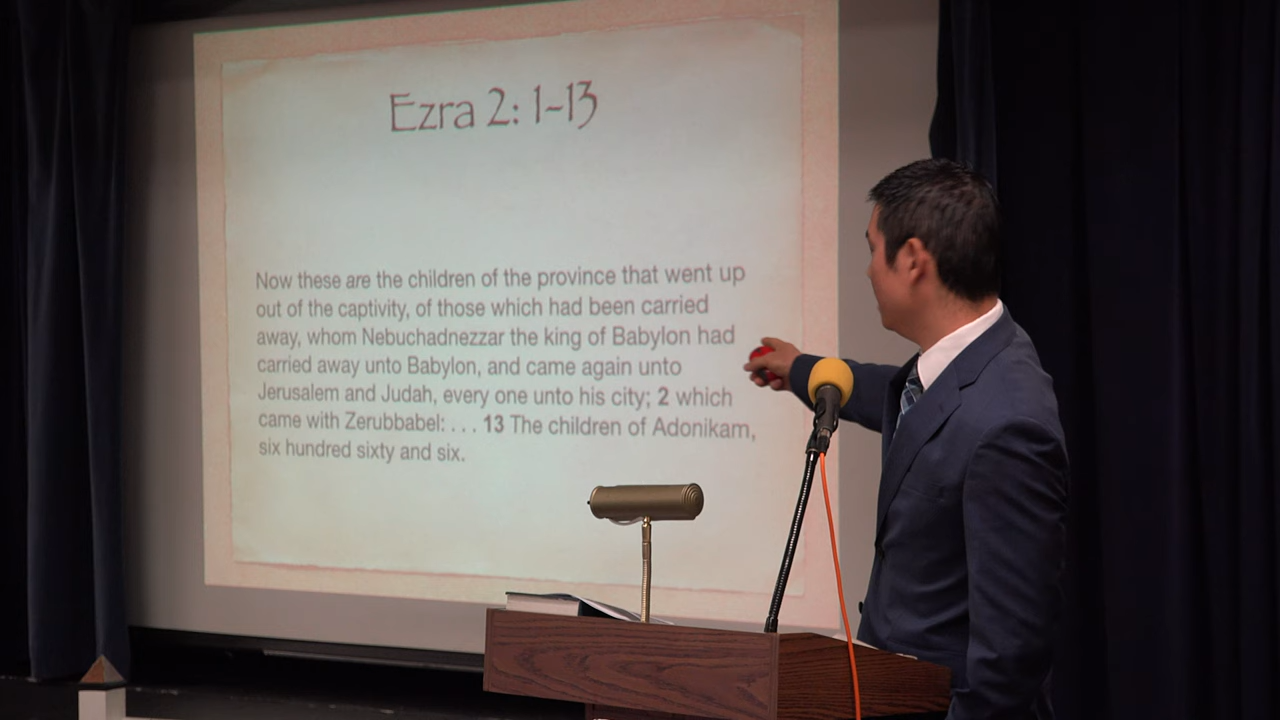 Ezra 2: 1-13
Now these are the children of the province that went up
out of the captivity, of those which had been carried
away, whom Nebuchadnezzar the king of Babylon had
carried away unto Babylon, and came again unto
Jerusalem and Judah, every one unto his city; 2 which
came with Zerubbabel: . . . 13 The children of Adonikam,
six hundred sixty and six.